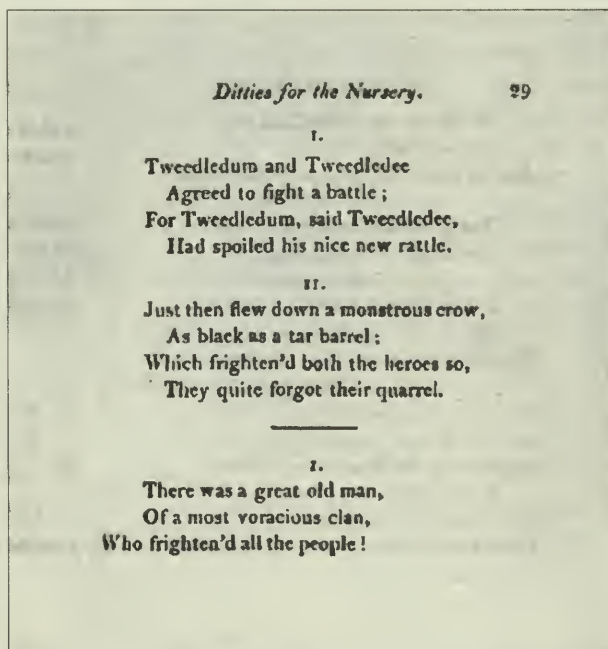 Ditties for the Nursery. 29
I.
Tweedledum and Tweedledee
Agreed to fight a battle;
For Tweedledum, said Tweedledee,
Had spoiled his nice new rattle.
II.
Just then flew down a monstrous crow,
As black as a tar barrel;
Which frighten'd both the heroes so,
They quite forgot their quarrel.
I.
There was a great old man,
Of a most voracious clan,
Who frighten'd all the people!